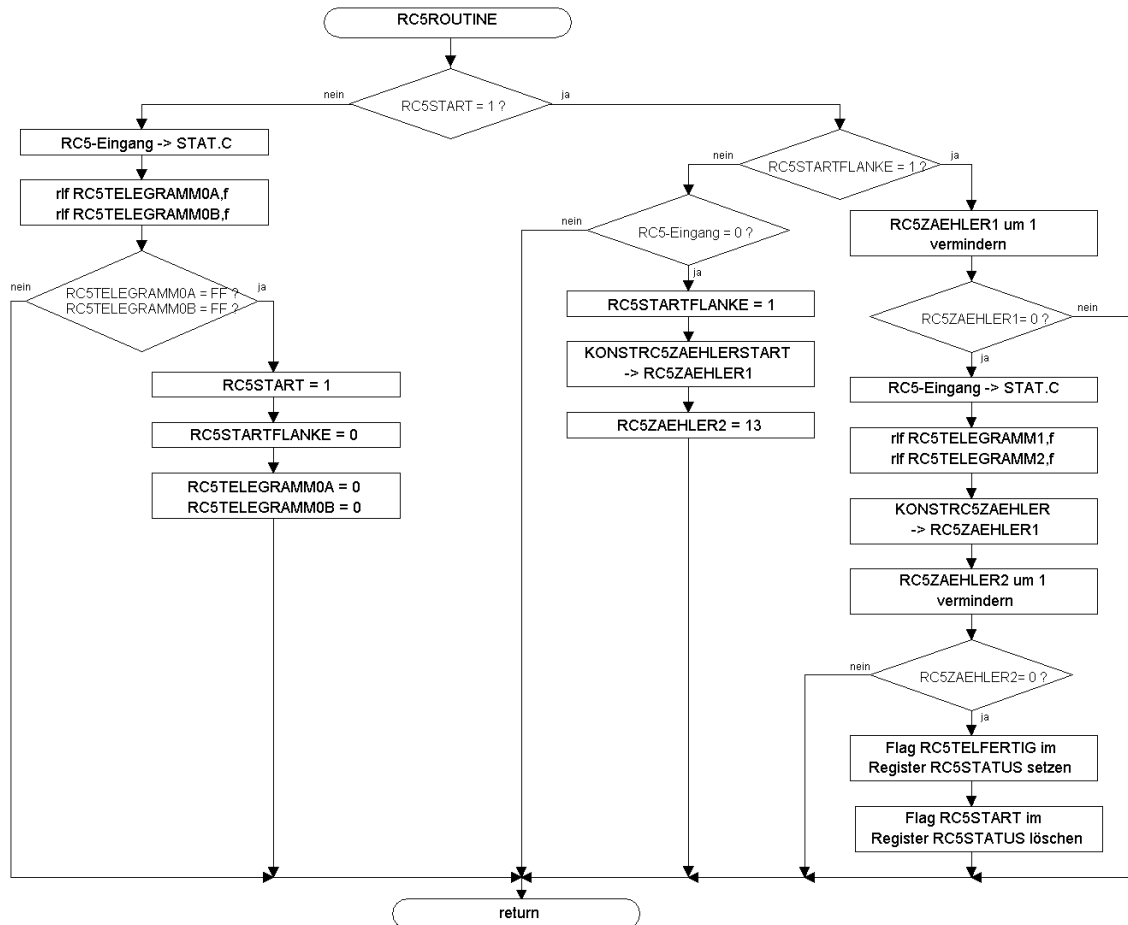 RC5ROUTINE
nein
RC5START = 1 ?
ja
RC5-Eingang -> STAT.C
rlf RC5TELEGRAMM0A,f
rlf RC5TELEGRAMM0B,f
nein
RC5TELEGRAMM0A = FF ?
RC5TELEGRAMM0B = FF ?
ja
RC5START = 1
RC5STARTFLANKE = 0
RC5TELEGRAMM0A = 0
RC5TELEGRAMM0B = 0
nein
RC5STARTFLANKE = 1 ?
ja
nein
RC5-Eingang = 0 ?
ja
RC5STARTFLANKE = 1
KONSTRC5ZAEHLERSTART
-> RC5ZAEHLER1
RC5ZAEHLER2 = 13
RC5ZAEHLER1 um 1
vermindern
RC5ZAEHLER1= 0 ?
nein
ja
RC5-Eingang -> STAT.C
rlf RC5TELEGRAMM1,f
rlf RC5TELEGRAMM2,f
KONSTRC5ZAEHLER
-> RC5ZAEHLER1
RC5ZAEHLER2 um 1
vermindern
nein
RC5ZAEHLER2= 0 ?
ja
Flag RC5TELFERTIG im
Register RC5STATUS setzen
Flag RC5START im
Register RC5STATUS löschen
return